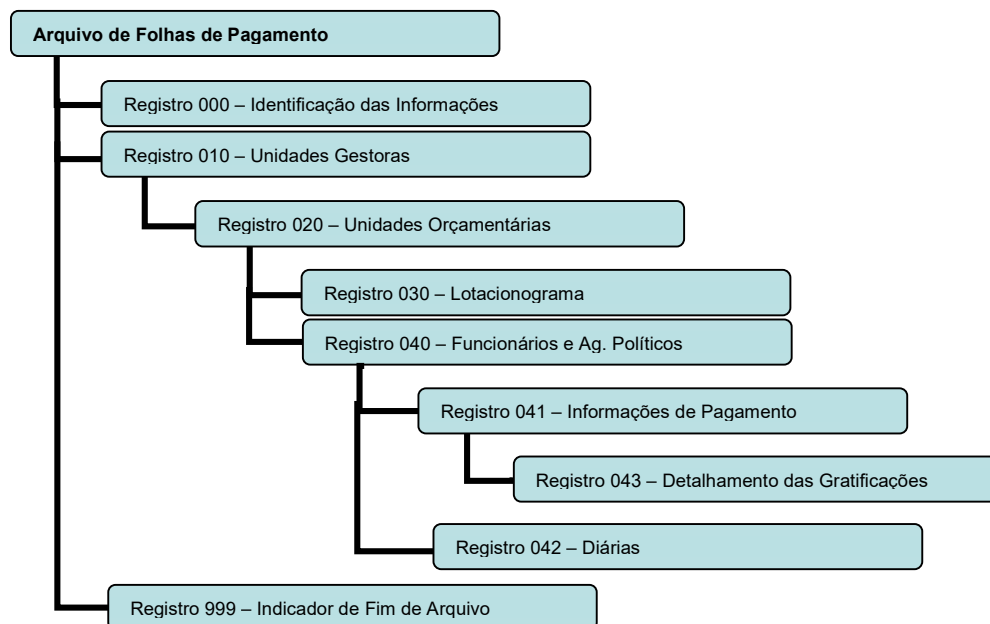 Arquivo de Folhas de Pagamento
Registro 000 – Identificação das Informações
Registro 010 – Unidades Gestoras
Registro 020 – Unidades Orçamentárias
Registro 030 – Lotacionograma
Registro 040 – Funcionários e Ag. Políticos
Registro 041 – Informações de Pagamento
Registro 043 – Detalhamento das Gratificações
Registro 042 – Diárias
Registro 999 – Indicador de Fim de Arquivo